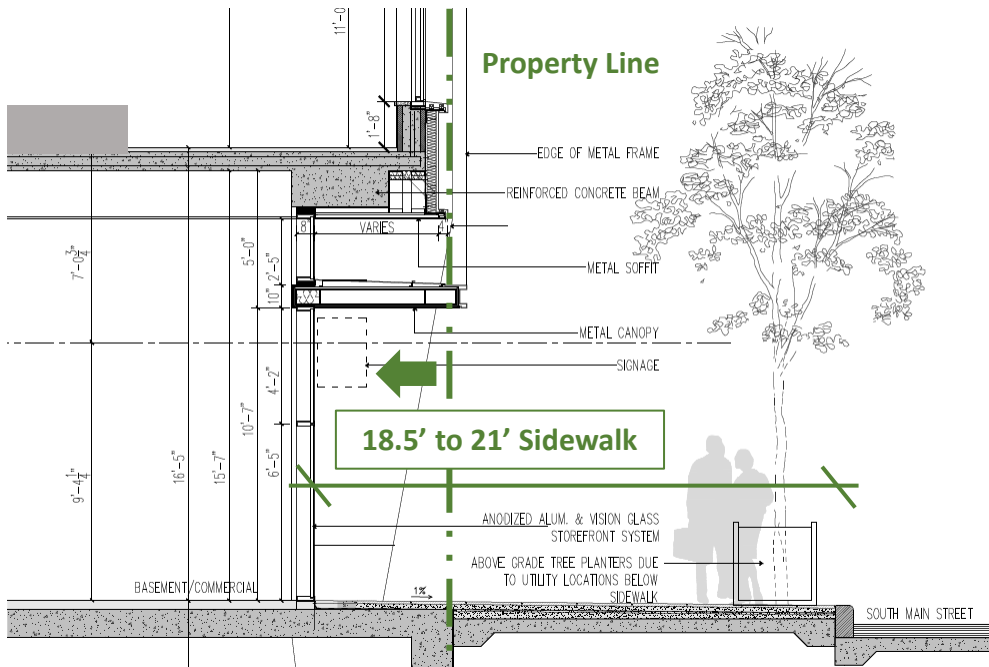 11'-0
Property Line
1'-8"
EDGE OF METAL FRAME
REINFORCED CONCRETE BEAM
8
VARIES
4
7'-0 3/4"
5'-0"
2'-5"
METAL SOFFIT
10"
METAL CANOPY
SIGNAGE
4'-2"
10'-7"
18.5’ to 21’ Sidewalk
9'-4 1/4"
16'-5"
15'-7"
6'-5"
ANODIZED ALUM. & VISION GLASS
STOREFRONT SYSTEM
ABOVE GRADE TREE PLANTERS DUE
TO UTILITY LOCATIONS BELOW
SIDEWALK
BASEMENT/COMMERCIAL
1%
SOUTH MAIN STREET